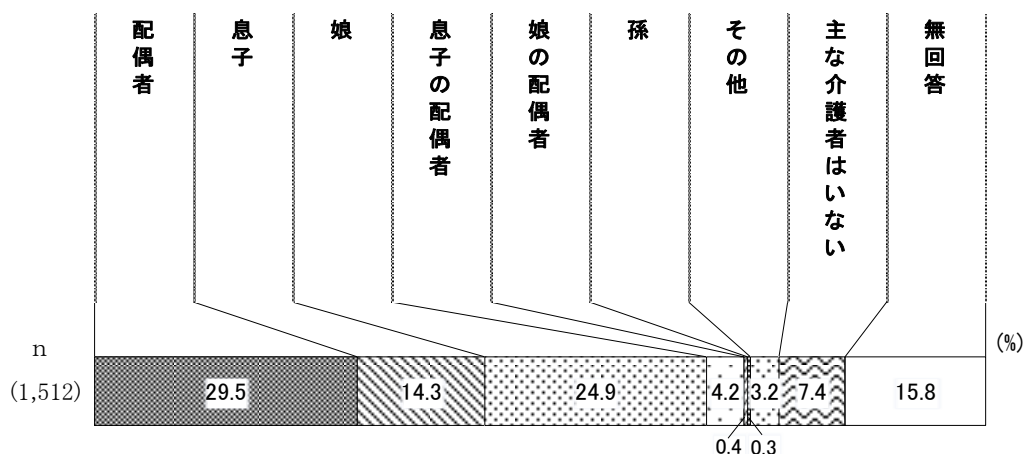 配偶者
息子
娘
息子の配偶者
娘の配偶者
孫
その他
主な介護者はいない
無回答
(%)
n
(1,512)
29.5
14.3
24.9
4.2
3.2
7.4
15.8
0.4
0.3